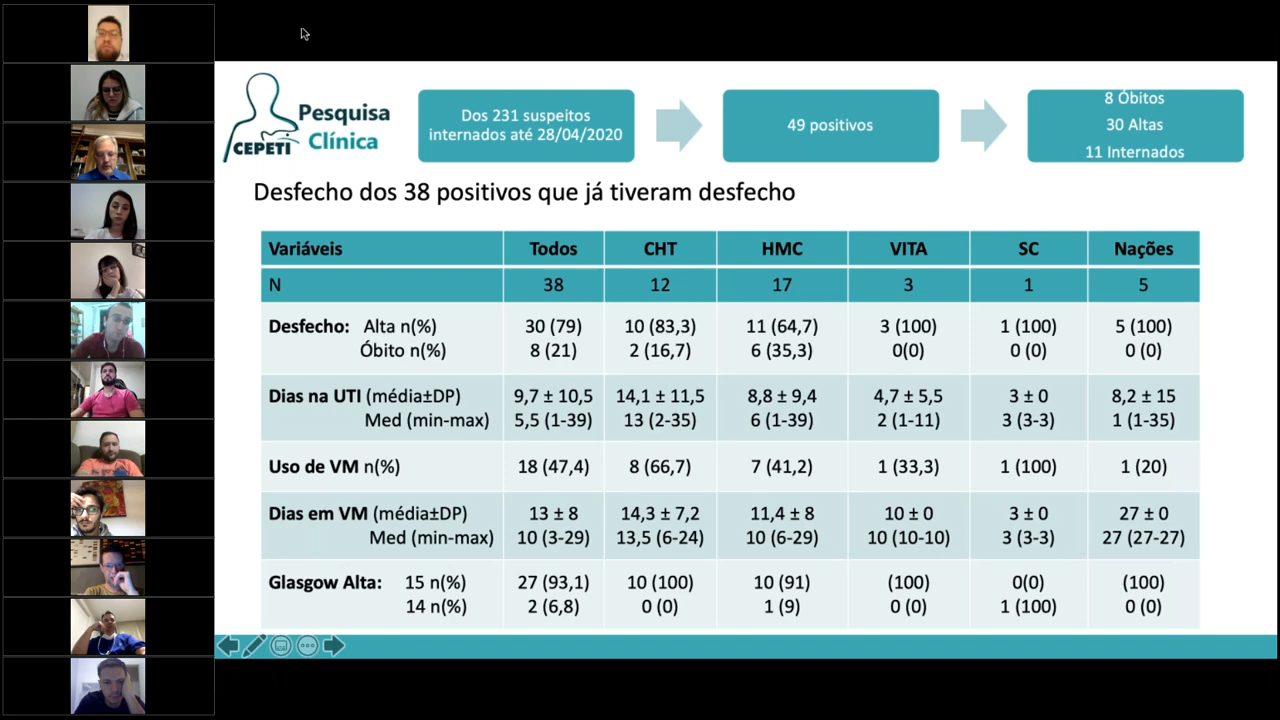 CEPETI
Pesquisa
Clínica
Dos 231 suspeitos
internados até 28/04/2020
49 positivos
8 Óbitos
30 Altas
11 Internados
Desfecho dos 38 positivos que já tiveram desfecho
Variáveis Todos CHT HMC VITA SC Nações
N 38 12 17 3 1 5
Desfecho: Alta n(%) 30 (79) 10 (83,3) 11 (64,7) 3 (100) 1 (100) 5 (100)
Óbito n(%) 8 (21) 2 (16,7) 6 (35,3) 0(0) 0 (0) 0 (0)
Dias na UTI (média±DP) 9,7 ± 10,5 14,1 ± 11,5 8,8 ± 9,4 4,7 ± 5,5 3 ± 0 8,2 ± 15
Med (min-max) 5,5 (1-39) 13 (2-35) 6 (1-39) 2 (1-11) 3 (3-3) 1 (1-35)
Uso de VM n(%) 18 (47,4) 8 (66,7) 7 (41,2) 1 (33,3) 1 (100) 1 (20)
Dias em VM (média±DP) 13 ± 8 14,3 ± 7,2 11,4 ± 8 10 ± 0 3 ± 0 27 ± 0
Med (min-max) 10 (3-29) 13,5 (6-24) 10 (6-29) 10 (10-10) 3 (3-3) 27 (27-27)
Glasgow Alta: 15 n(%) 27 (93,1) 10 (100) 10 (91) (100) 0(0) (100)
14 n(%) 2 (6,8) 0 (0) 1 (9) 0 (0) 1 (100) 0 (0)